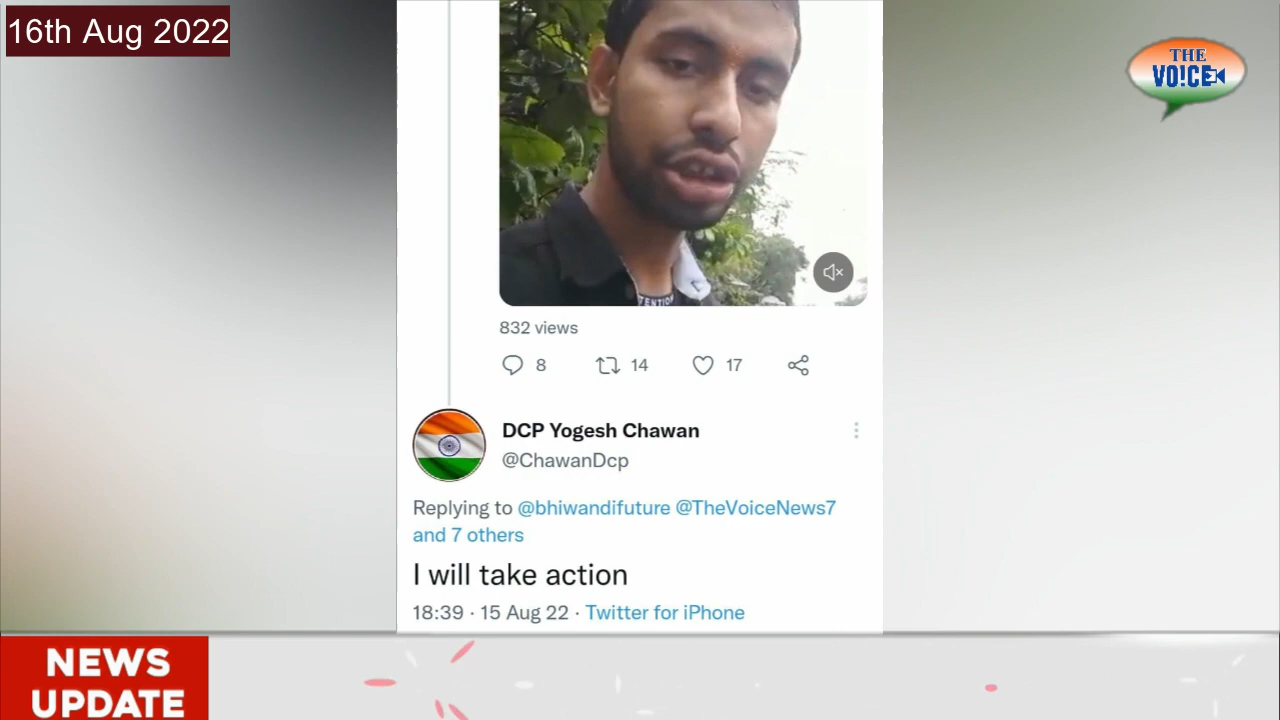 16th Aug 2022
THE
VO!CE
TENTION
832 views
8 14 17
DCP Yogesh Chawan
@ChawanDcp
Replying to @bhiwandifuture @TheVoiceNews7
and 7 others
I will take action
18:39 · 15 Aug 22 · Twitter for iPhone
NEWS
UPDATE